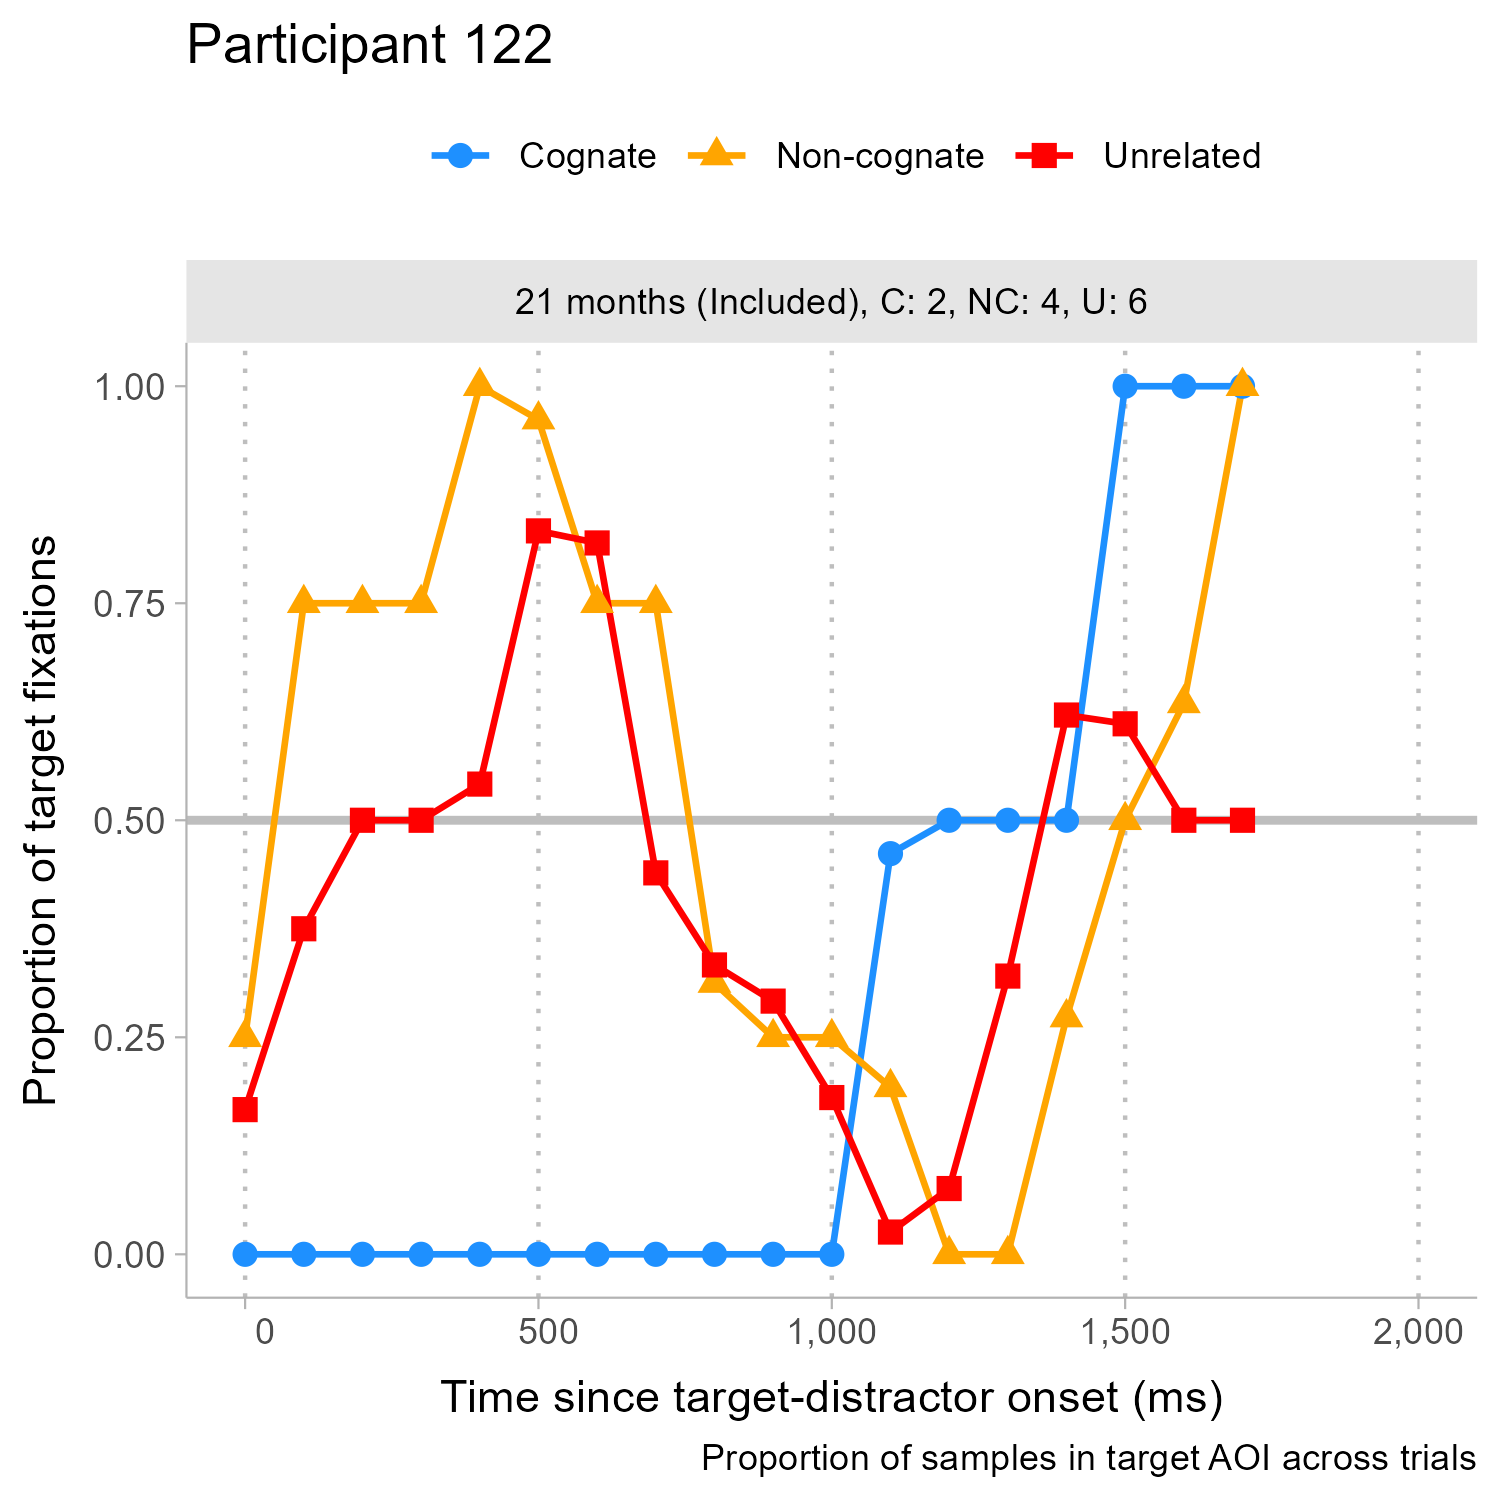 Participant 122
Cognate Non-cognate Unrelated
21 months (Included), C: 2, NC: 4, U: 6
1.00
0.75
0.50
0.25
0.00
Proportion of target fixations
0 500 1,000 1,500 2,000
Time since target-distractor onset (ms)
Proportion of samples in target AOI across trials